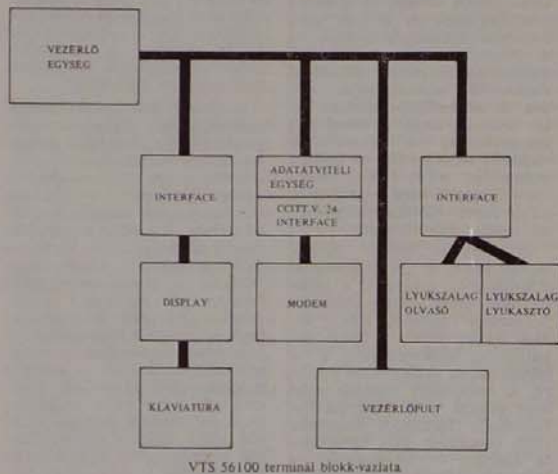 VEZÉRLŐ
EGYSÉG
INTERFACE
ADATÁTVITELI
EGYSÉG
CCITT.V. 24.
INTERFACE
INTERFACE
DISPLAY
MODEM
LYUKSZALAG
OLVASÓ
LYUKSZALAG
LYUKASZTÓ
KLAVIATÚRA
VEZÉRLŐPULT
VTS 56100 terminál blokk-vázlata